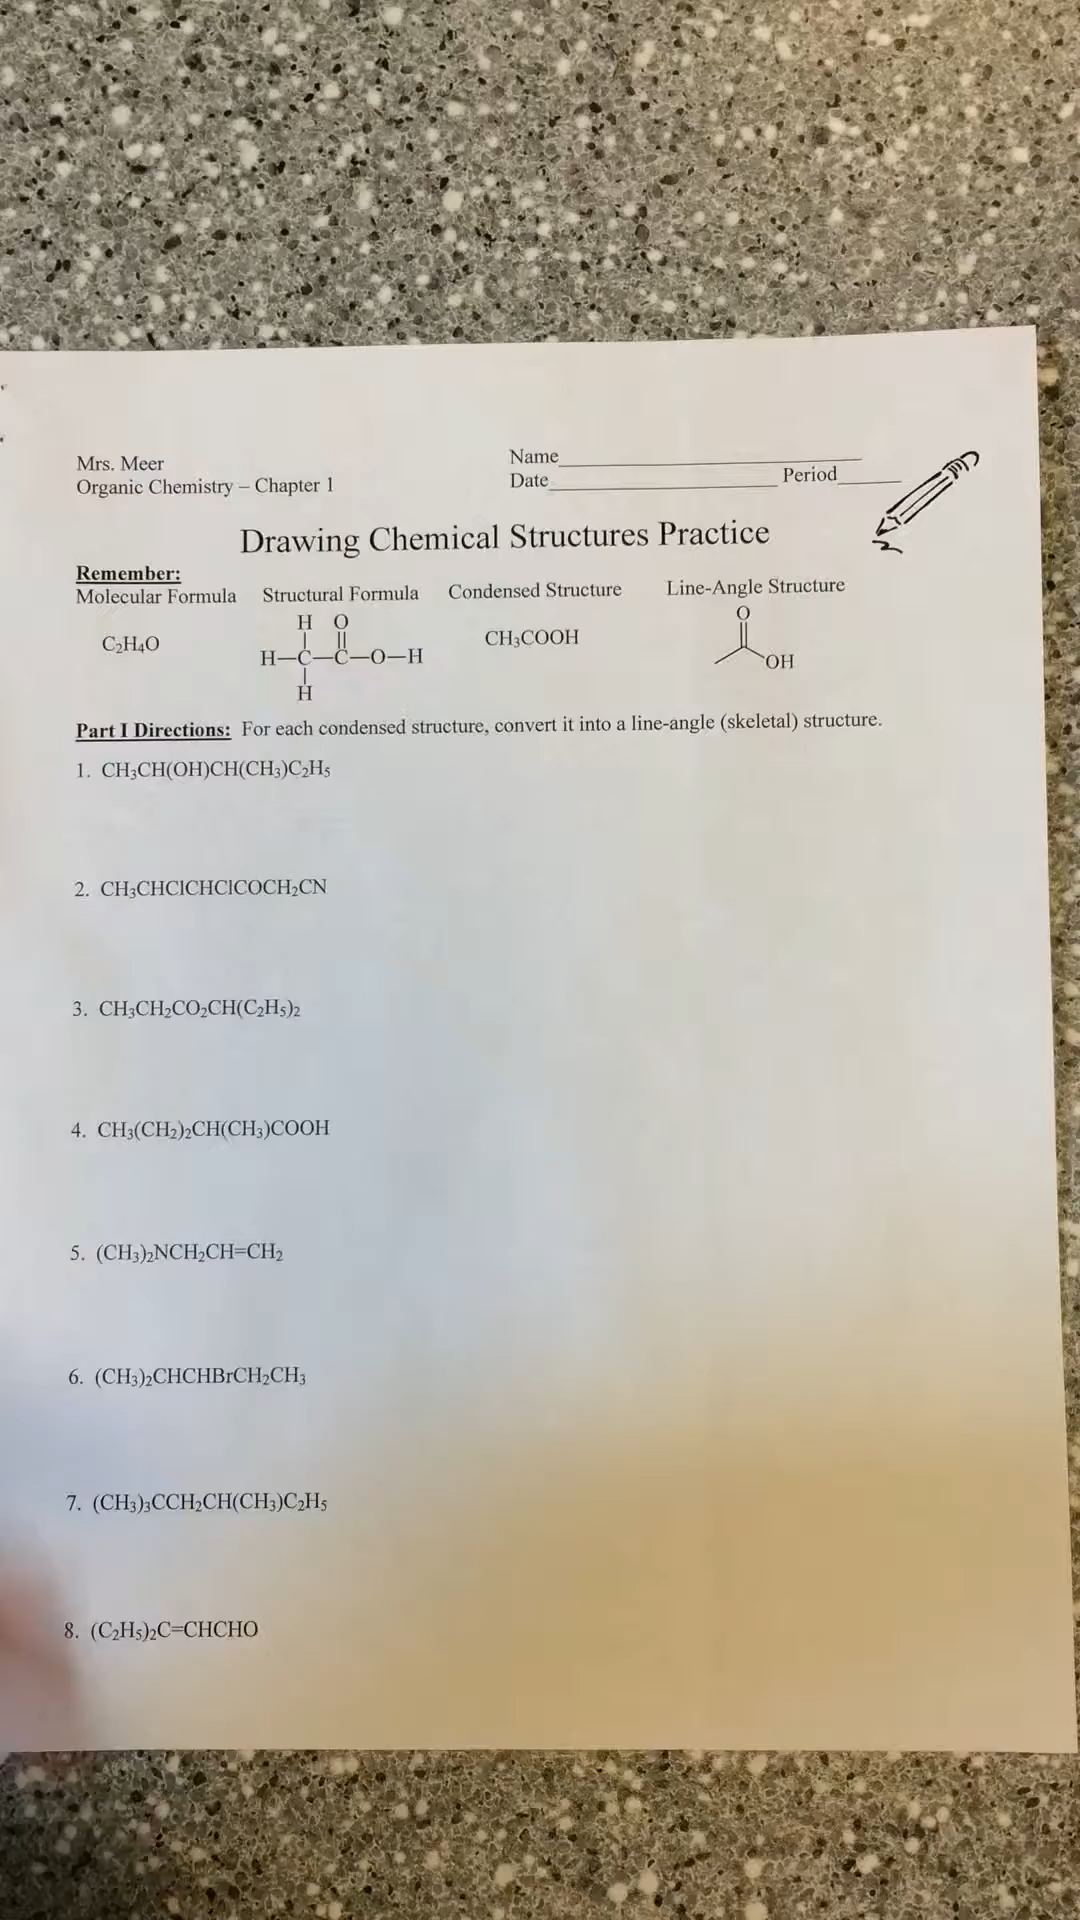 Mrs. Meer
Organic Chemistry – Chapter 1
Name
Date Period
Drawing Chemical Structures Practice
Remember:
Molecular Formula Structural Formula Condensed Structure Line-Angle Structure
C₂H₄O
H O
H—C—C—O—H
H
CH₃COOH
O
OH
Part I Directions: For each condensed structure, convert it into a line-angle (skeletal) structure.
1. CH₃CH(OH)CH(CH₃)C₂H₅
2. CH₃CHClCHClCOCH₂CN
3. CH₃CH₂CO₂CH(C₂H₅)₂
4. CH₃(CH₂)₂CH(CH₃)COOH
5. (CH₃)₂NCH₂CH=CH₂
6. (CH₃)₂CHCHBrCH₂CH₃
7. (CH₃)₃CCH₂CH(CH₃)C₂H₅
8. (C₂H₅)₂C=CHCHO